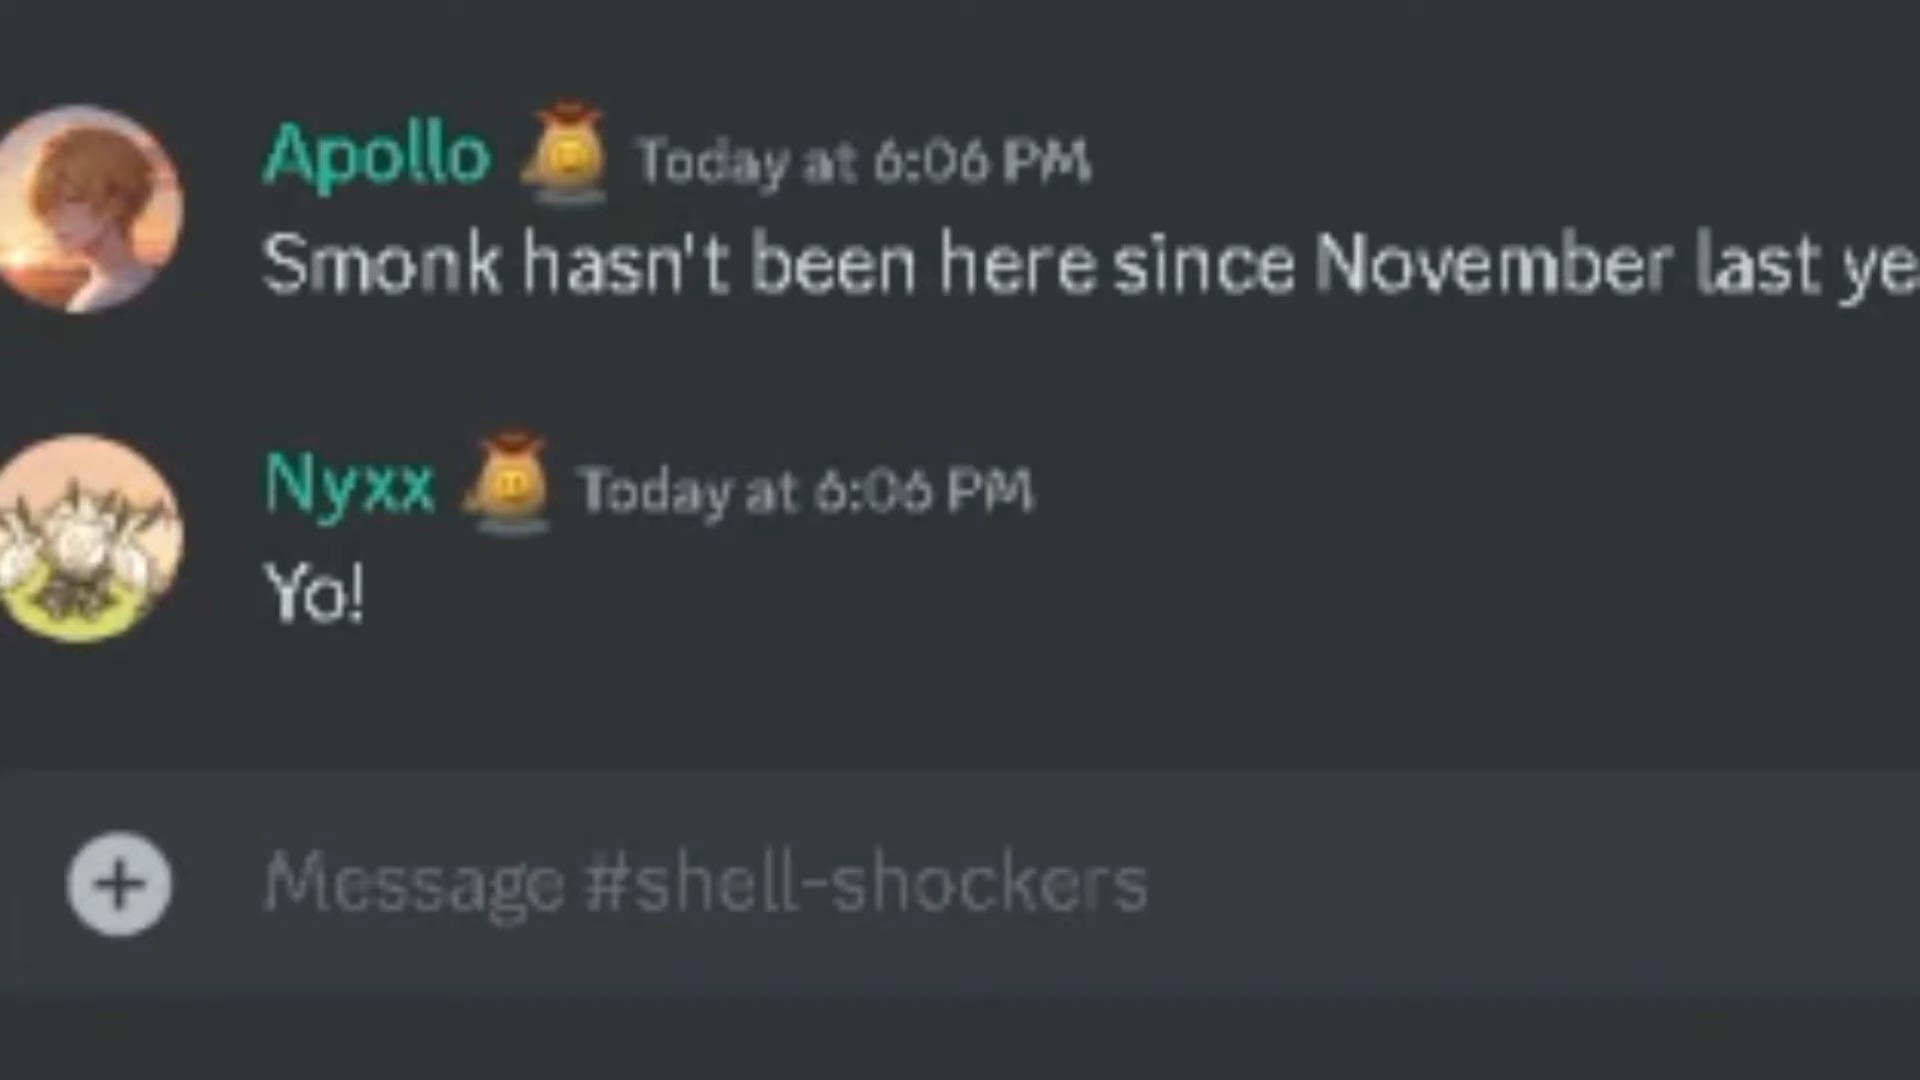 Apollo Today at 6:06 PM
Smonk hasn't been here since November last ye
Nyxx Today at 6:06 PM
Yo!
Message #shell-shockers